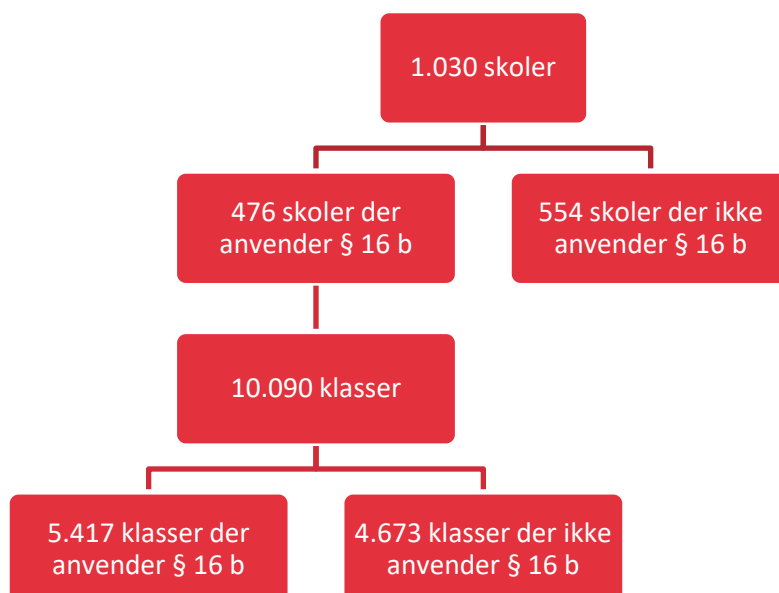 1.030 skoler
476 skoler der
anvender § 16 b
554 skoler der ikke
anvender § 16 b
10.090 klasser
5.417 klasser der
anvender § 16 b
4.673 klasser der ikke
anvender § 16 b